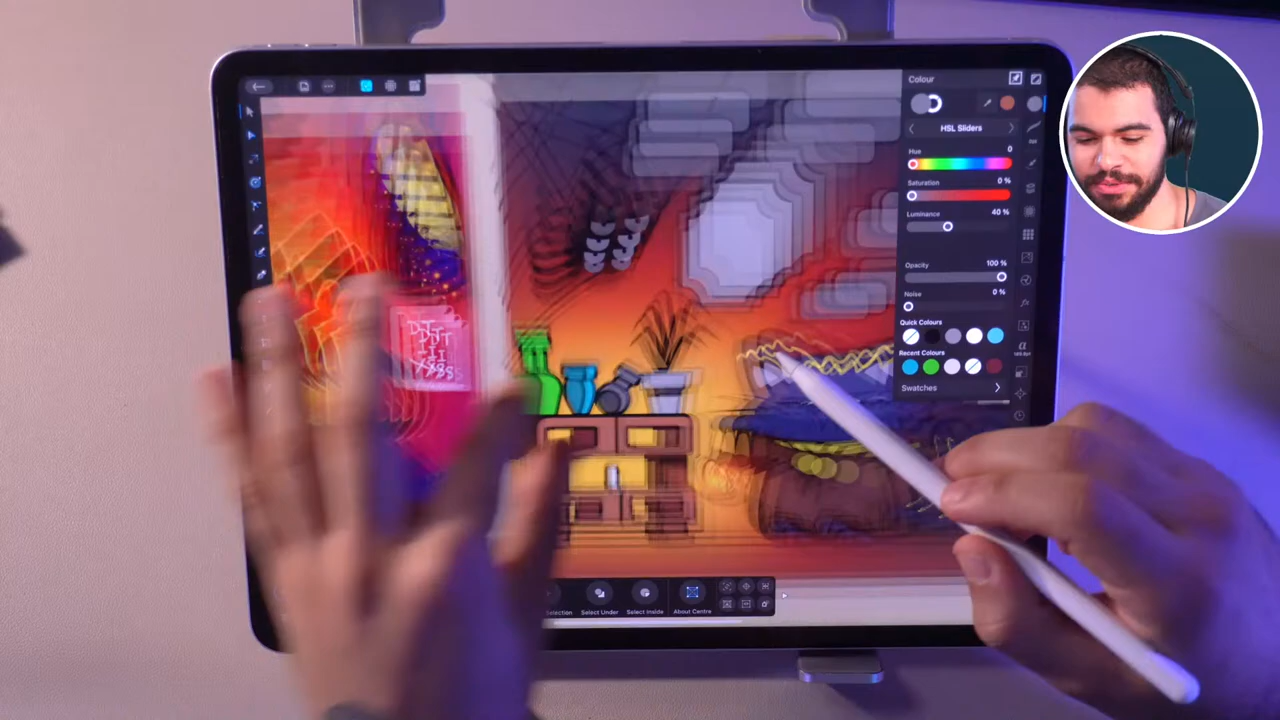 Colour
HSL Sliders
Hue
0
Saturation
0 %
Luminance
40 %
Opacity
100 %
Noise
0 %
Quick Colours
Recent Colours
Swatches
Select Under
Select Inside
About Centre